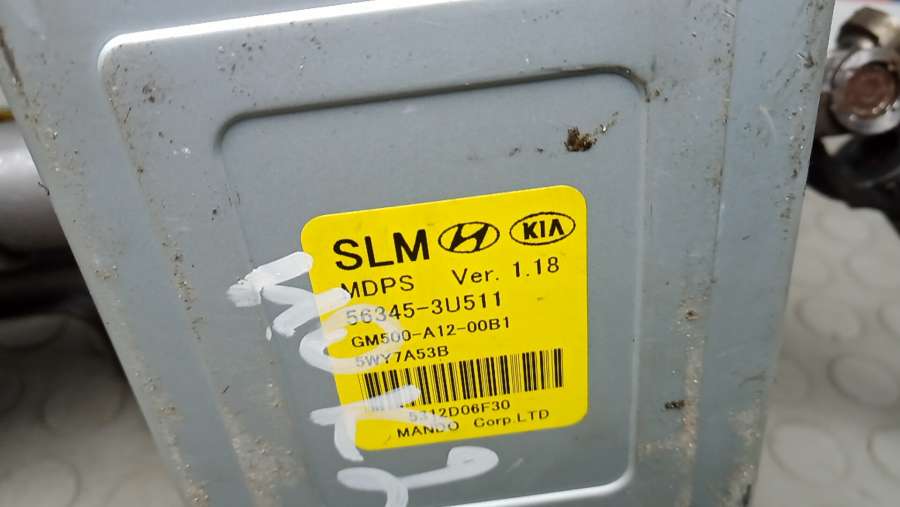 SLM KIA
MDPS Ver. 1.18
56345-3U511
GM500-A12-00B1
5WY7A53B
5312D06F30
MANDO Corp.LTD